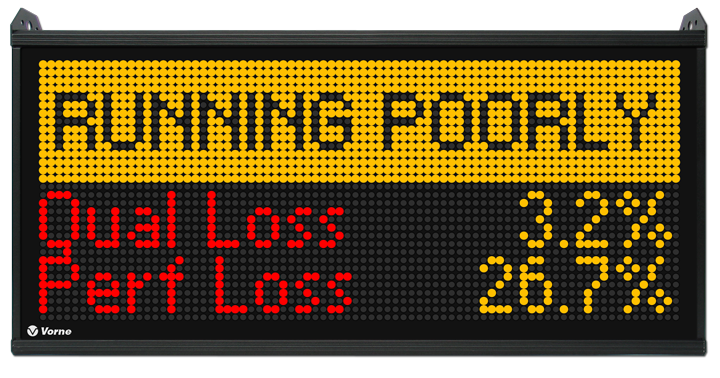 RUNNING POORLY
Qual Loss 3.2%
Perf Loss 26.7%
Vorne